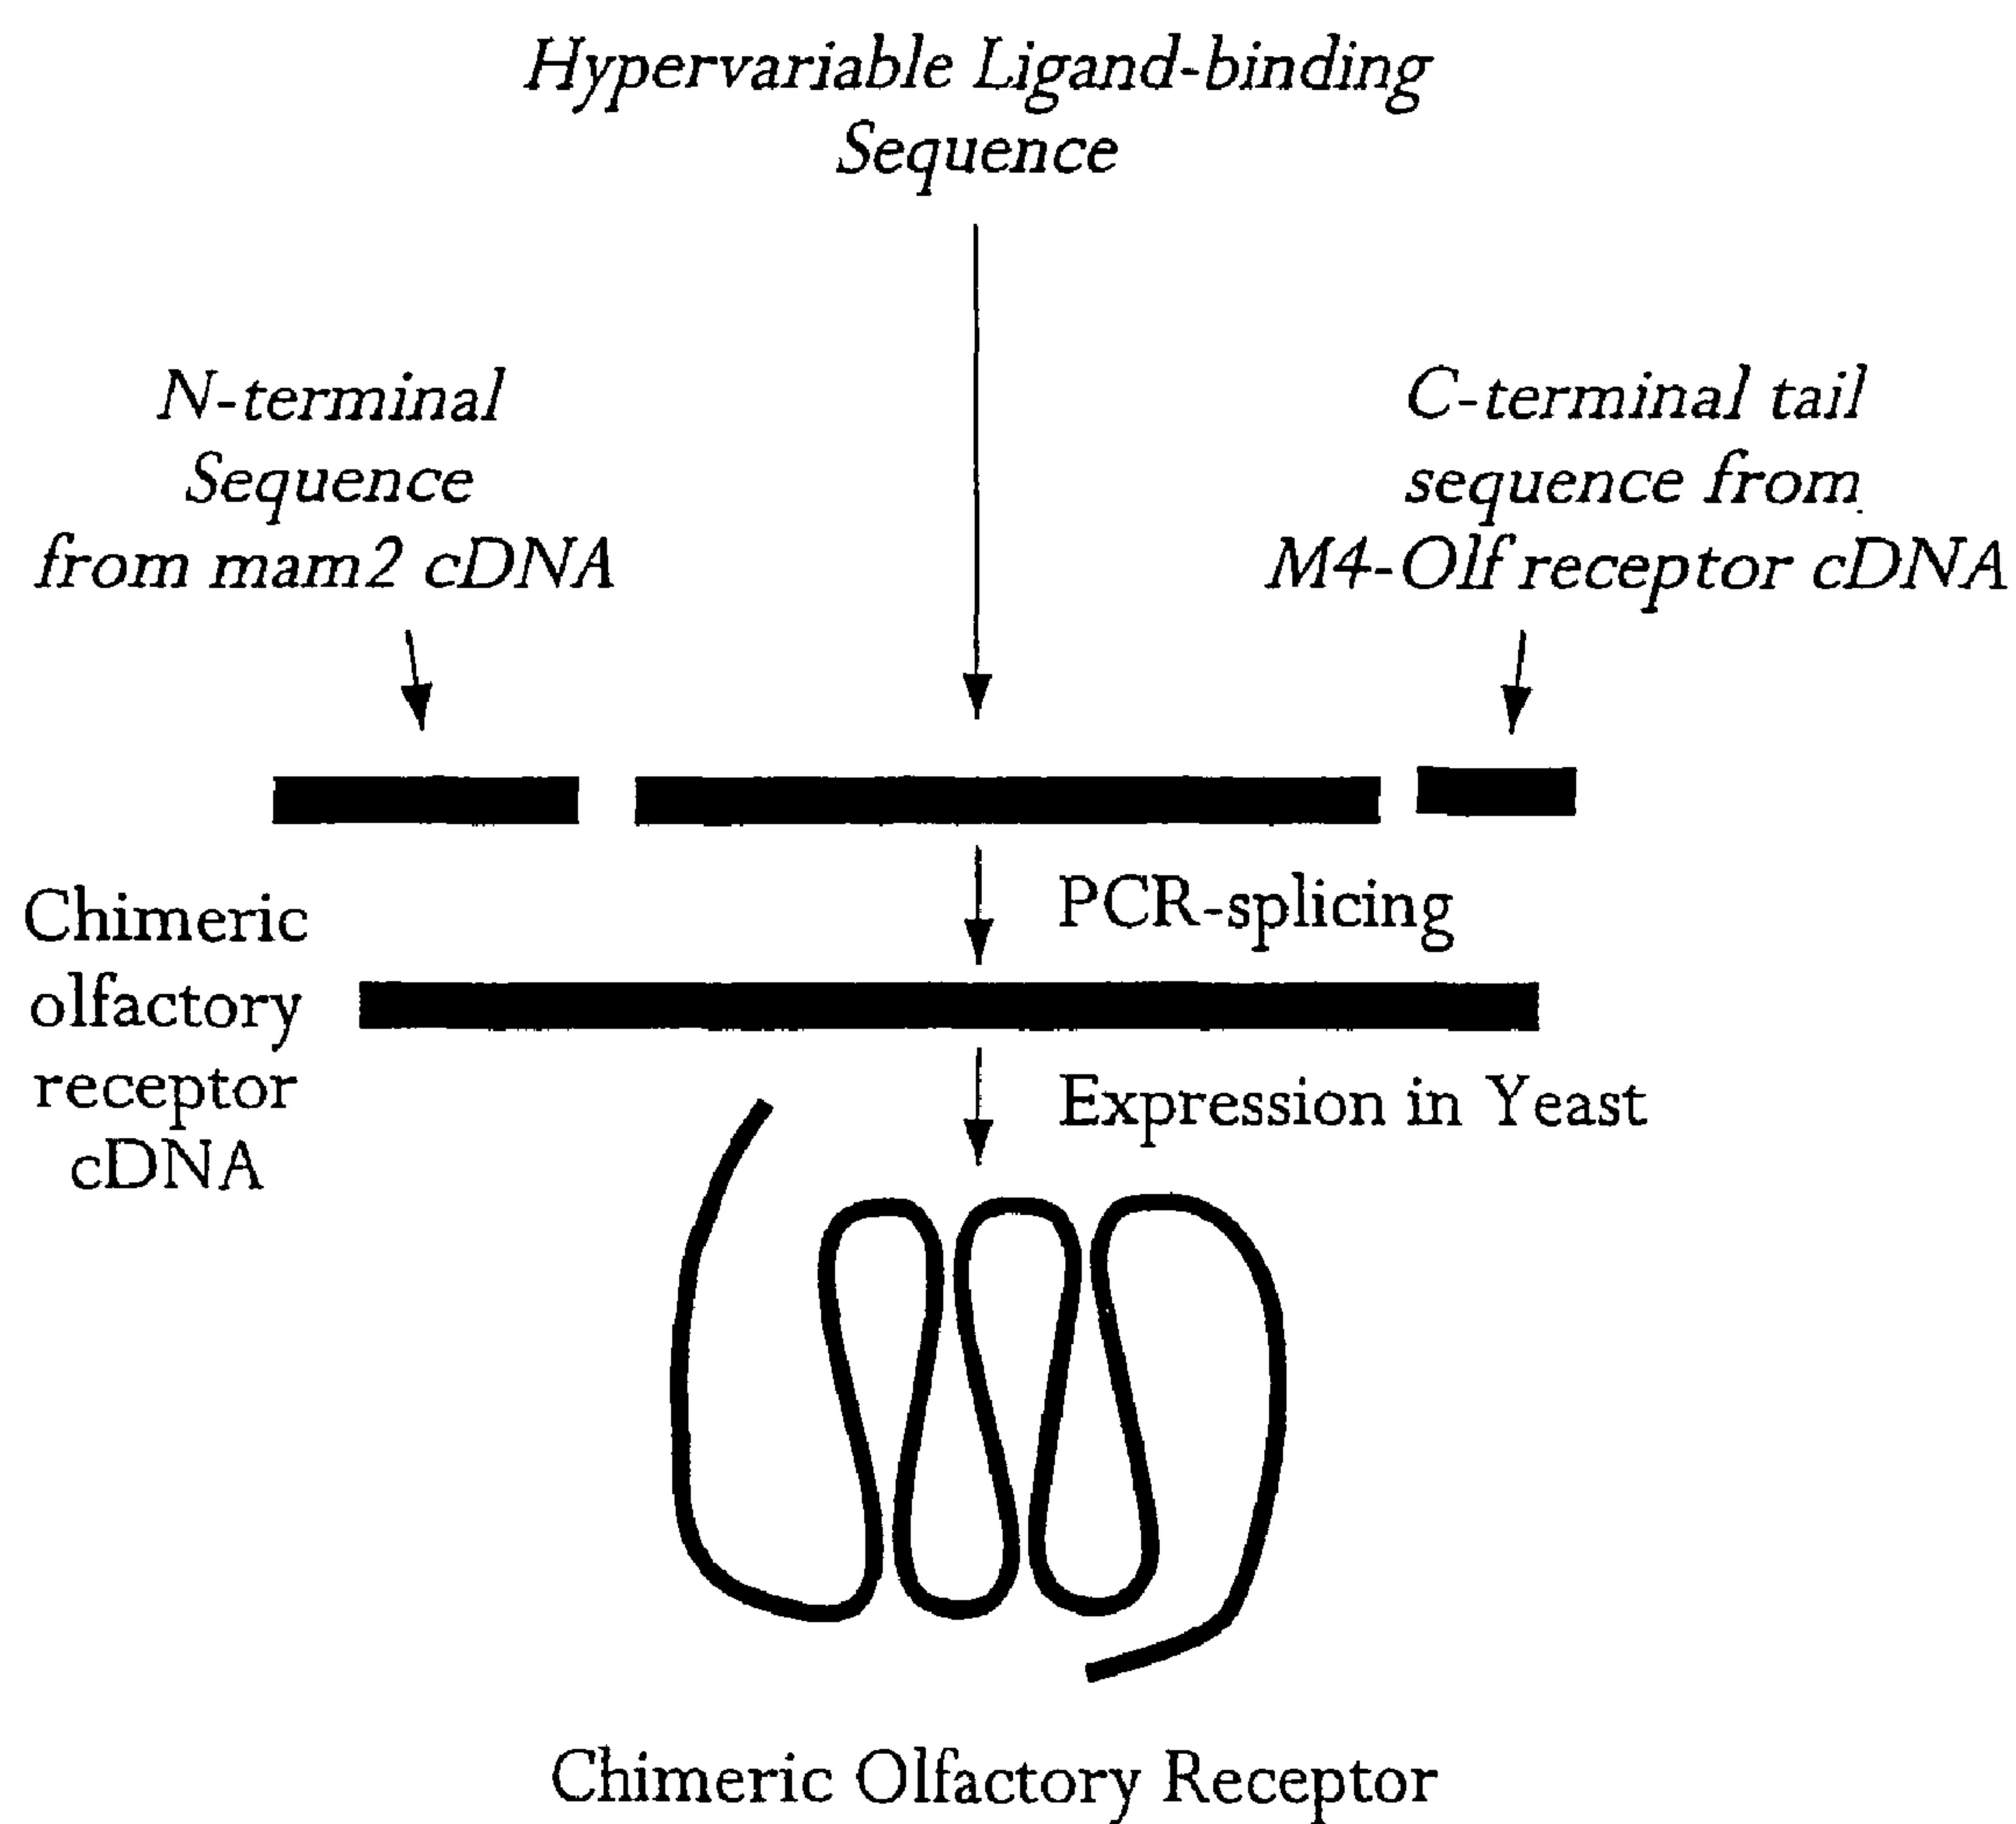 Hypervariable Ligand-binding
Sequence
N-terminal
Sequence
from mam2 cDNA
C-terminal tail
sequence from
M4-Olf receptor cDNA
PCR-splicing
Chimeric
olfactory
receptor
cDNA
Expression in Yeast
Chimeric Olfactory Receptor